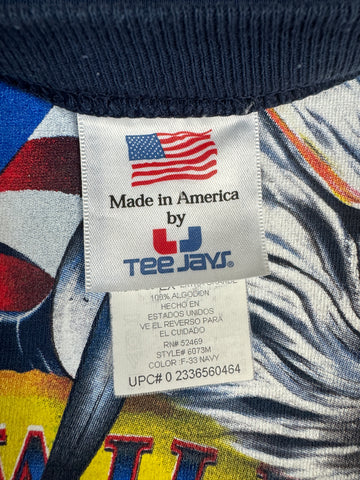 Made in America
by
TEE JAYS®
100% ALGODON
HECHO EN
ESTADOS UNIDOS
VE EL REVERSO PARA
EL CUIDADO
RN# 52469
STYLE# 6073M
COLOR :F-33 NAVY
UPC# 0 2336560464